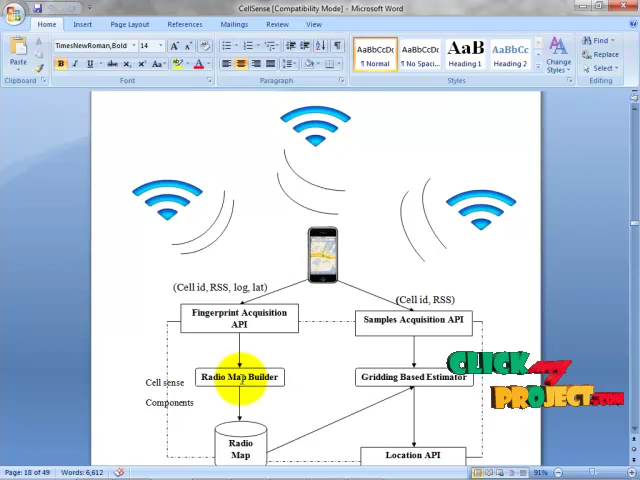 CellSense [Compatibility Mode] - Microsoft Word
Home
Insert
Page Layout
References
Mailings
Review
View
Paste
Clipboard
TimesNewRoman,Bold
14
Font
Paragraph
AaBbCcDc
¶ Normal
AaBbCcDc
¶ No Spaci...
AaB
Heading 1
AaBbCc
Heading 2
Change
Styles
Styles
Find
Replace
Select
Editing
(Cell id, RSS, log, lat)
(Cell id, RSS)
Fingerprint Acquisition
API
Samples Acquisition API
Radio Map Builder
Gridding Based Estimator
Cell sense
Components
Radio
Map
Location API
CLICK my
PROJECT.com
Page: 18 of 49
Words: 6,612
91%